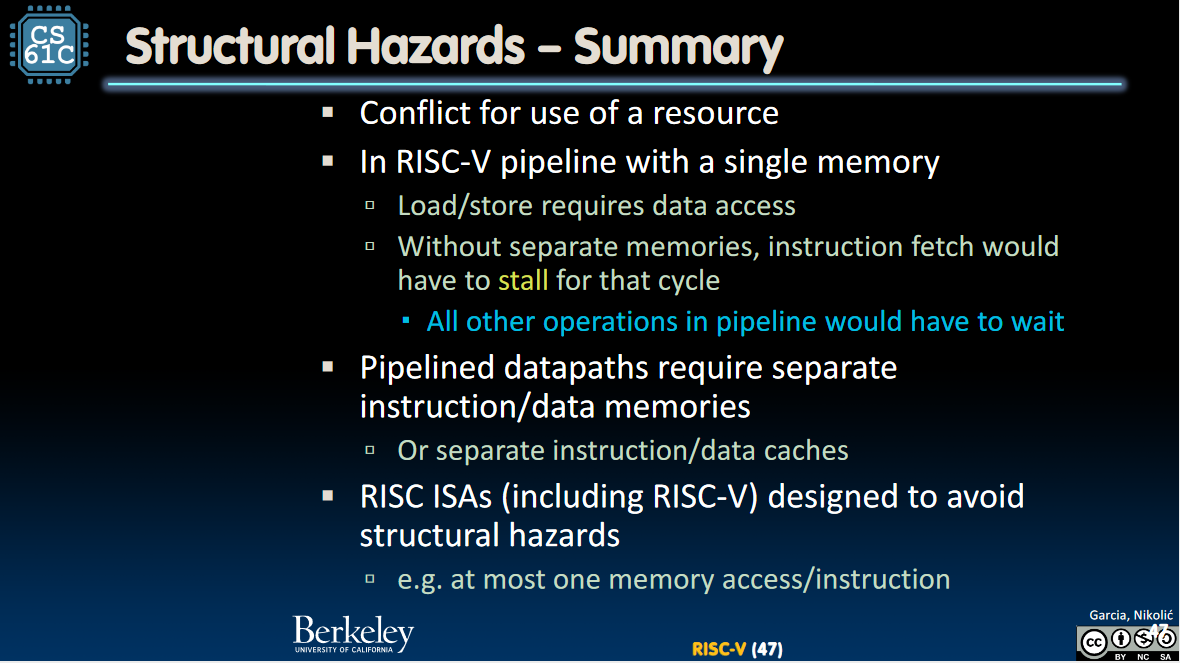 CS
61C
Structural Hazards – Summary
▪ Conflict for use of a resource
▪ In RISC-V pipeline with a single memory
▫ Load/store requires data access
▫ Without separate memories, instruction fetch would
have to stall for that cycle
▪ All other operations in pipeline would have to wait
▪ Pipelined datapaths require separate
instruction/data memories
▫ Or separate instruction/data caches
▪ RISC ISAs (including RISC-V) designed to avoid
structural hazards
▫ e.g. at most one memory access/instruction
Berkeley
UNIVERSITY OF CALIFORNIA
RISC-V (47)
Garcia, Nikolić
47
cc
BY NC SA